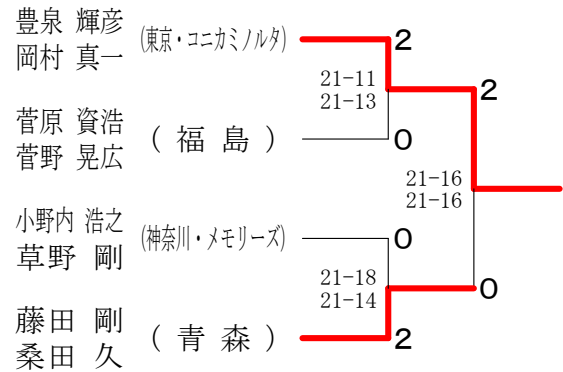 豊泉 輝彦
岡村 真一
(東京・コニカミノルタ)
2
21-11
21-13
2
菅原 資浩
菅野 晃広
(福島)
0
21-16
21-16
小野内 浩之
草野 剛
(神奈川・メモリーズ)
0
21-18
21-14
0
藤田 剛
桑田 久
(青森)
2